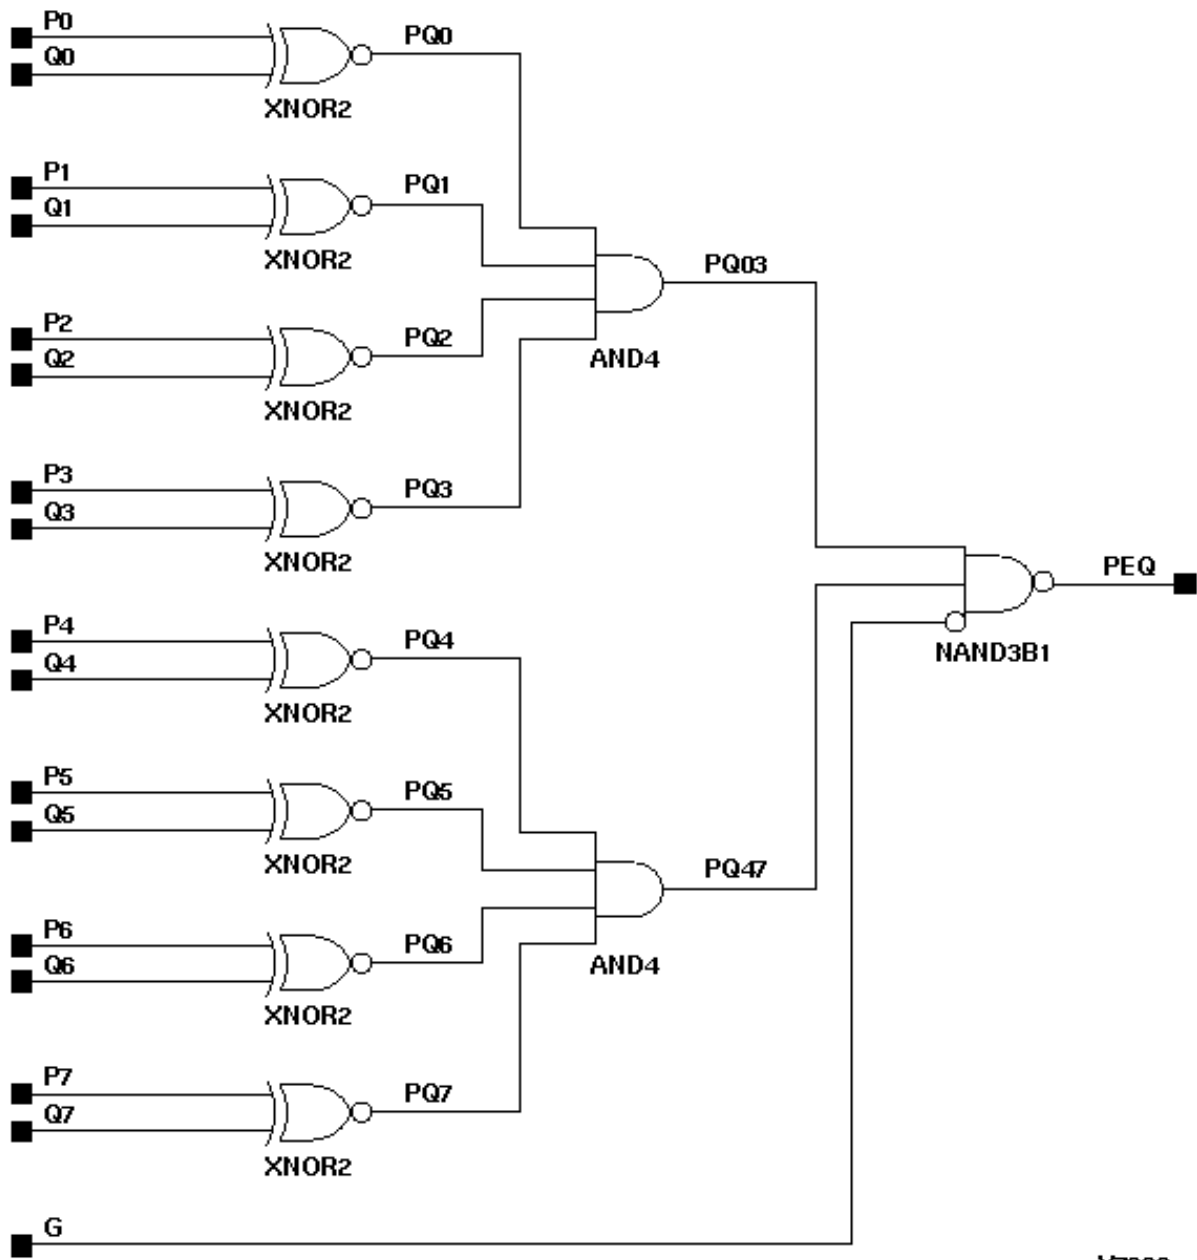 P0
Q0
PQ0
XNOR2
P1
Q1
PQ1
XNOR2
PQ03
P2
Q2
PQ2
XNOR2
AND4
P3
Q3
PQ3
XNOR2
PEQ
NAND3B1
P4
Q4
PQ4
XNOR2
P5
Q5
PQ5
XNOR2
PQ47
P6
Q6
PQ6
XNOR2
AND4
P7
Q7
PQ7
XNOR2
G